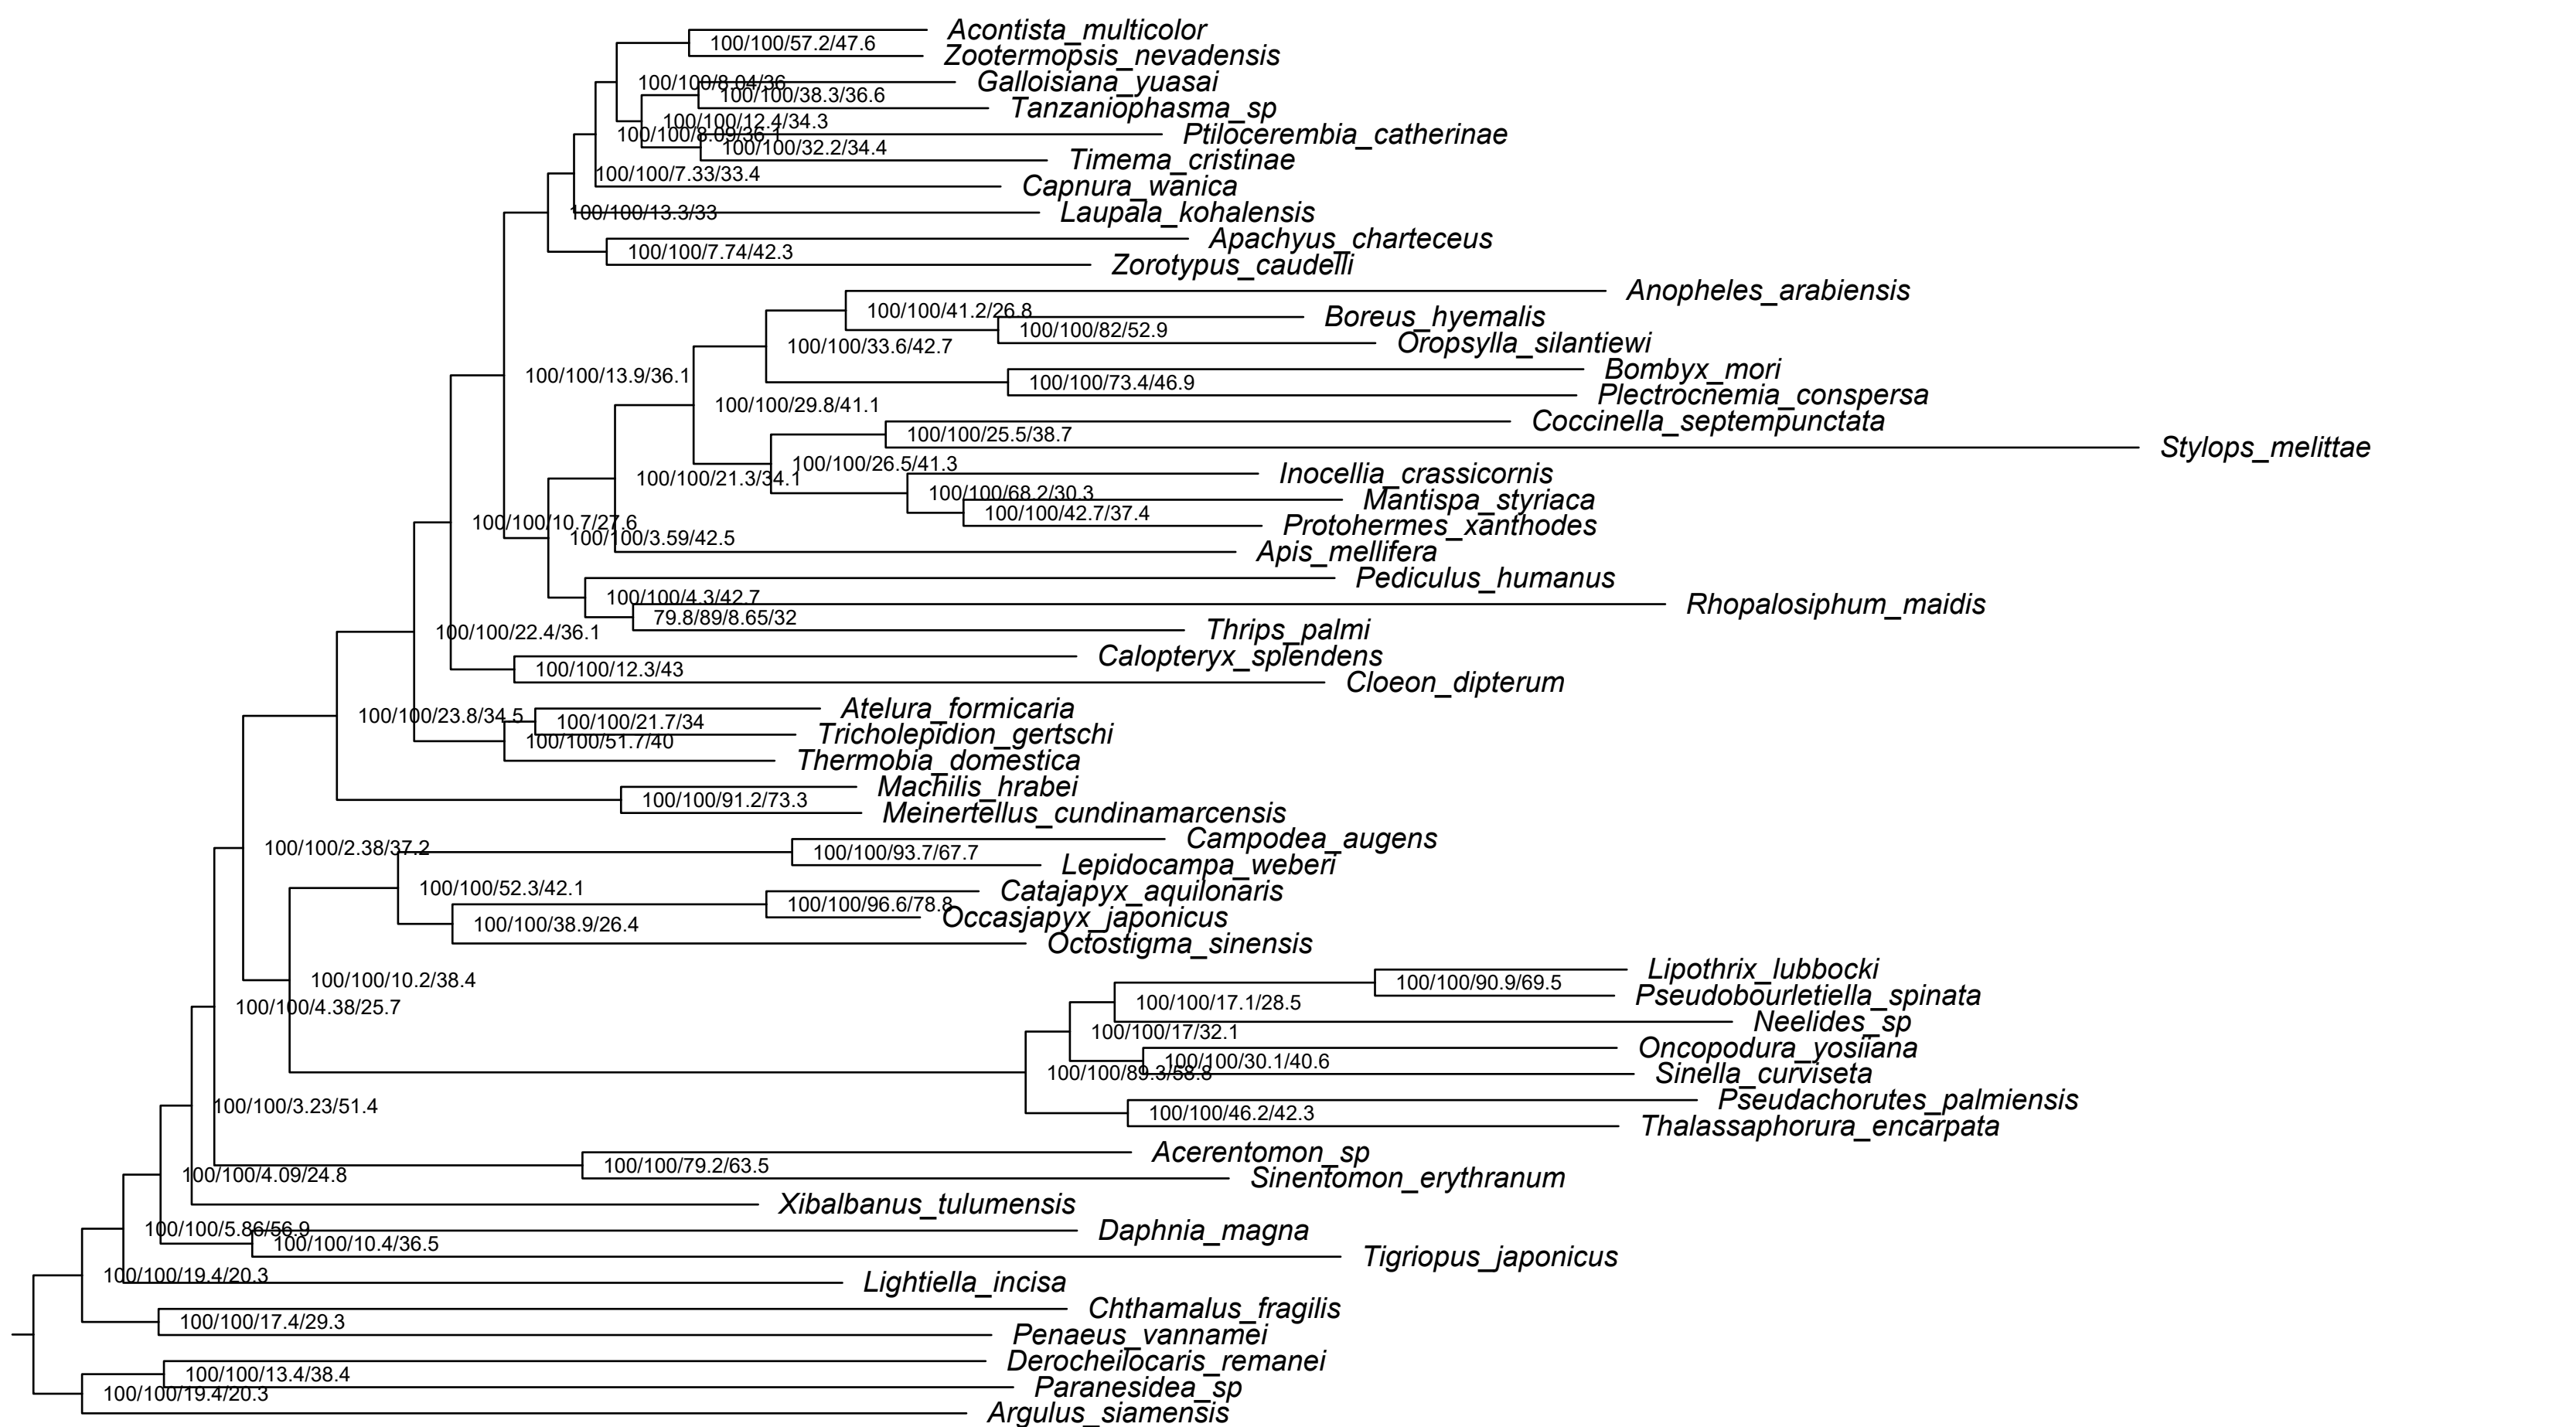 Acontista_multicolor
100/100/57.2/47.6
Zootermopsis_nevadensis
100/100/8.04/36
Galloisiana_yuasai
100/100/38.3/36.6
Tanzaniophasma_sp
100/100/12.4/34.3
100/100/8.09/36.1
Ptilocerembia_catherinae
100/100/32.2/34.4
Timema_cristinae
100/100/7.33/33.4
Capnura_wanica
100/100/13.3/33
Laupala_kohalensis
Apachyus_charteceus
100/100/7.74/42.3
Zorotypus_caudelli
Anopheles_arabiensis
100/100/41.2/26.8
Boreus_hyemalis
100/100/82/52.9
Oropsylla_silantiewi
100/100/33.6/42.7
Bombyx_mori
100/100/13.9/36.1
100/100/73.4/46.9
Plectrocnemia_conspersa
100/100/29.8/41.1
Coccinella_septempunctata
100/100/25.5/38.7
Stylops_melittae
100/100/26.5/41.3
Inocellia_crassicornis
100/100/21.3/34.1
100/100/68.2/30.3
Mantispa_styriaca
100/100/42.7/37.4
Protohermes_xanthodes
100/100/10.7/27.6
100/100/3.59/42.5
Apis_mellifera
Pediculus_humanus
100/100/4.3/42.7
Rhopalosiphum_maidis
79.8/89/8.65/32
Thrips_palmi
100/100/22.4/36.1
Calopteryx_splendens
100/100/12.3/43
Cloeon_dipterum
Atelura_formicaria
100/100/23.8/34.5
100/100/21.7/34
Tricholepidion_gertschi
100/100/51.7/40
Thermobia_domestica
Machilis_hrabei
100/100/91.2/73.3
Meinertellus_cundinamarcensis
Campodea_augens
100/100/2.38/37.2
100/100/93.7/67.7
Lepidocampa_weberi
100/100/52.3/42.1
Catajapyx_aquilonaris
100/100/96.6/78.8
Occasjapyx_japonicus
100/100/38.9/26.4
Octostigma_sinensis
Lipothrix_lubbocki
100/100/10.2/38.4
100/100/90.9/69.5
Pseudobourletiella_spinata
100/100/4.38/25.7
100/100/17.1/28.5
Neelides_sp
100/100/17/32.1
Oncopodura_yosiiana
100/100/30.1/40.6
100/100/89.3/58.8
Sinella_curviseta
Pseudachorutes_palmiensis
100/100/3.23/51.4
100/100/46.2/42.3
Thalassaphorura_encarpata
Acerentomon_sp
100/100/79.2/63.5
100/100/4.09/24.8
Sinentomon_erythranum
Xibalbanus_tulumensis
100/100/5.86/56.9
Daphnia_magna
100/100/10.4/36.5
Tigriopus_japonicus
100/100/19.4/20.3
Lightiella_incisa
Chthamalus_fragilis
100/100/17.4/29.3
Penaeus_vannamei
Derocheilocaris_remanei
100/100/13.4/38.4
Paranesidea_sp
100/100/19.4/20.3
Argulus_siamensis